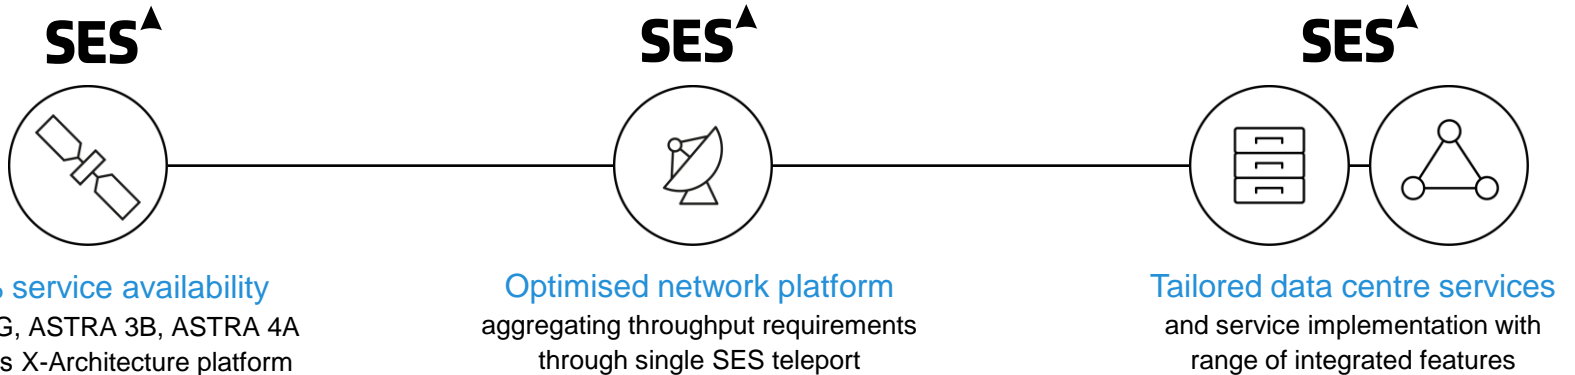 SES
SES
SES
service availability
G, ASTRA 3B, ASTRA 4A
s X-Architecture platform
Optimised network platform
aggregating throughput requirements
through single SES teleport
Tailored data centre services
and service implementation with
range of integrated features